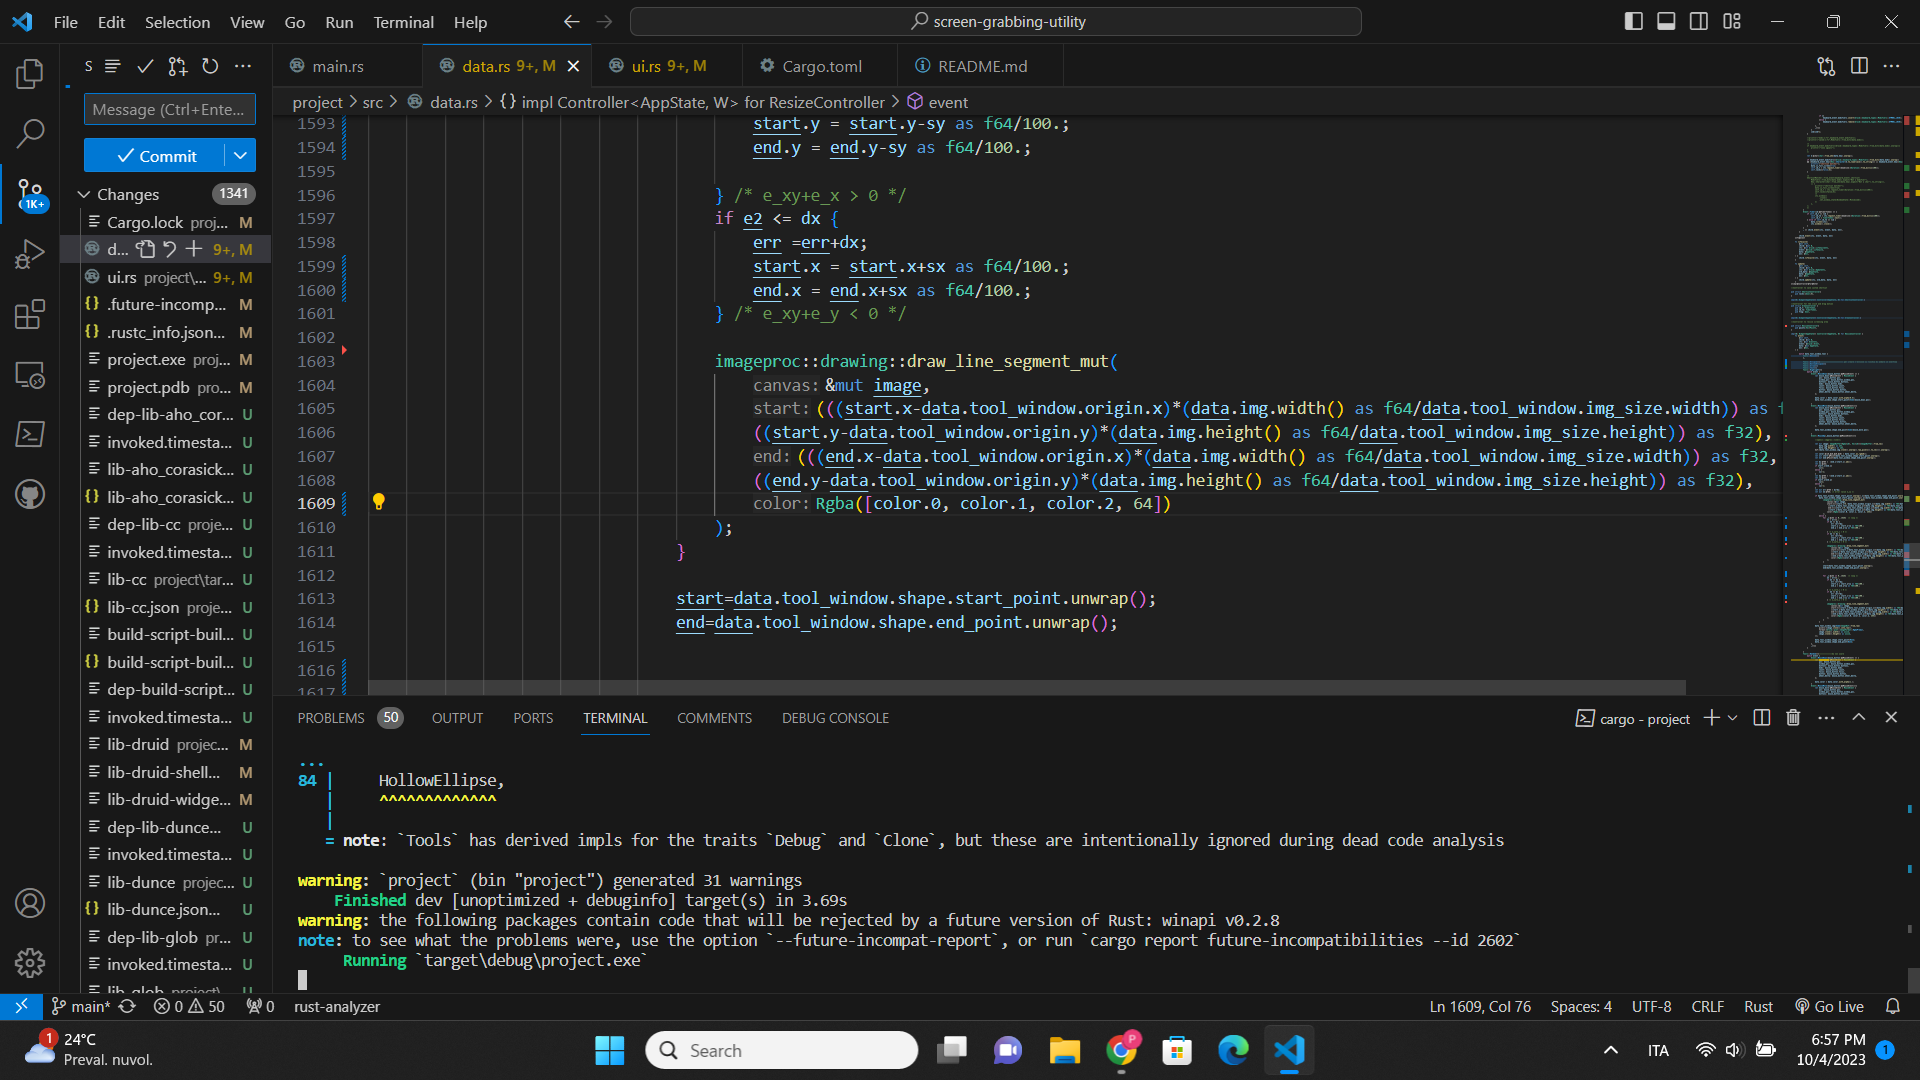 File Edit Selection View Go Run Terminal Help
screen-grabbing-utility
S
main.rs
data.rs 9+, M
ui.rs 9+, M
Cargo.toml
README.md
project > src > data.rs > {} impl Controller<AppState, W> for ResizeController > event
Message (Ctrl+Ente...
Commit
Changes 1341
1K+
Cargo.lock proj... M
d... 9+, M
ui.rs project\... 9+, M
{} .future-incomp... M
{} .rustc_info.json... M
project.exe proj... M
project.pdb pro... M
dep-lib-aho_cor... U
invoked.timesta... U
lib-aho_corasick... U
{} lib-aho_corasick... U
dep-lib-cc proje... U
invoked.timesta... U
lib-cc project\tar... U
{} lib-cc.json proje... U
build-script-buil... U
{} build-script-buil... U
dep-build-script... U
invoked.timesta... U
lib-druid projec... M
lib-druid-shell... M
lib-druid-widge... M
dep-lib-dunce... U
invoked.timesta... U
lib-dunce projec... U
{} lib-dunce.json... U
dep-lib-glob pr... U
invoked.timesta... U
lib-glob project\ U
1593 start.y = start.y-sy as f64/100.;
1594 end.y = end.y-sy as f64/100.;
1595
1596 } /* e_xy+e_x > 0 */
1597 if e2 <= dx {
1598 err =err+dx;
1599 start.x = start.x+sx as f64/100.;
1600 end.x = end.x+sx as f64/100.;
1601 } /* e_xy+e_y < 0 */
1602
1603 imageproc::drawing::draw_line_segment_mut(
1604 canvas: &mut image,
1605 start: (((start.x-data.tool_window.origin.x)*(data.img.width() as f64/data.tool_window.img_size.width)) as f
1606 ((start.y-data.tool_window.origin.y)*(data.img.height() as f64/data.tool_window.img_size.height)) as f32),
1607 end: (((end.x-data.tool_window.origin.x)*(data.img.width() as f64/data.tool_window.img_size.width)) as f32,
1608 ((end.y-data.tool_window.origin.y)*(data.img.height() as f64/data.tool_window.img_size.height)) as f32),
1609 color: Rgba([color.0, color.1, color.2, 64])
1610 );
1611 }
1612
1613 start=data.tool_window.shape.start_point.unwrap();
1614 end=data.tool_window.shape.end_point.unwrap();
1615
1616
1617
PROBLEMS 50 OUTPUT PORTS TERMINAL COMMENTS DEBUG CONSOLE
cargo - project
...
84 | HollowEllipse,
| ^^^^^^^^^^^^^
|
= note: `Tools` has derived impls for the traits `Debug` and `Clone`, but these are intentionally ignored during dead code analysis
warning: `project` (bin "project") generated 31 warnings
Finished dev [unoptimized + debuginfo] target(s) in 3.69s
warning: the following packages contain code that will be rejected by a future version of Rust: winapi v0.2.8
note: to see what the problems were, use the option `--future-incompat-report`, or run `cargo report future-incompatibilities --id 2602`
Running `target\debug\project.exe`
main* 0 50 0 rust-analyzer
Ln 1609, Col 76 Spaces: 4 UTF-8 CRLF Rust Go Live
1
24°C
Preval. nuvol.
Search
P
ITA
6:57 PM
10/4/2023
1